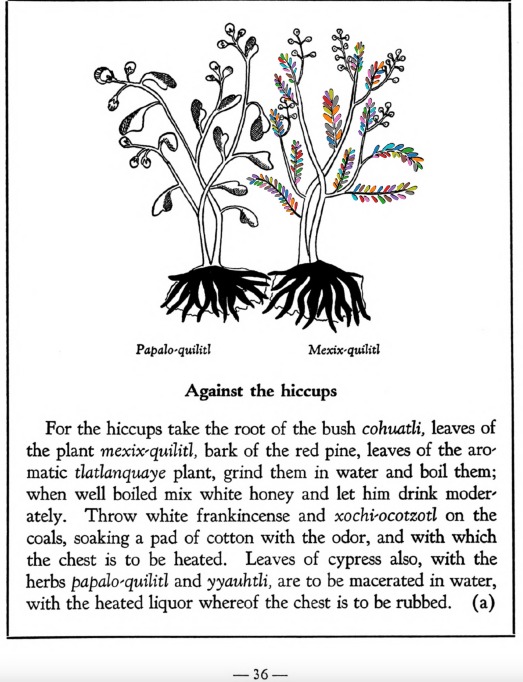 Papalo-quilitl Mexix-quilitl
Against the hiccups
For the hiccups take the root of the bush cohuatli, leaves of
the plant mexix-quilitl, bark of the red pine, leaves of the aro-
matic tlatlanquaye plant, grind them in water and boil them;
when well boiled mix white honey and let him drink moder-
ately. Throw white frankincense and xochi-ocotzotl on the
coals, soaking a pad of cotton with the odor, and with which
the chest is to be heated. Leaves of cypress also, with the
herbs papalo-quilitl and yyauhtli, are to be macerated in water,
with the heated liquor whereof the chest is to be rubbed. (a)
— 36 —